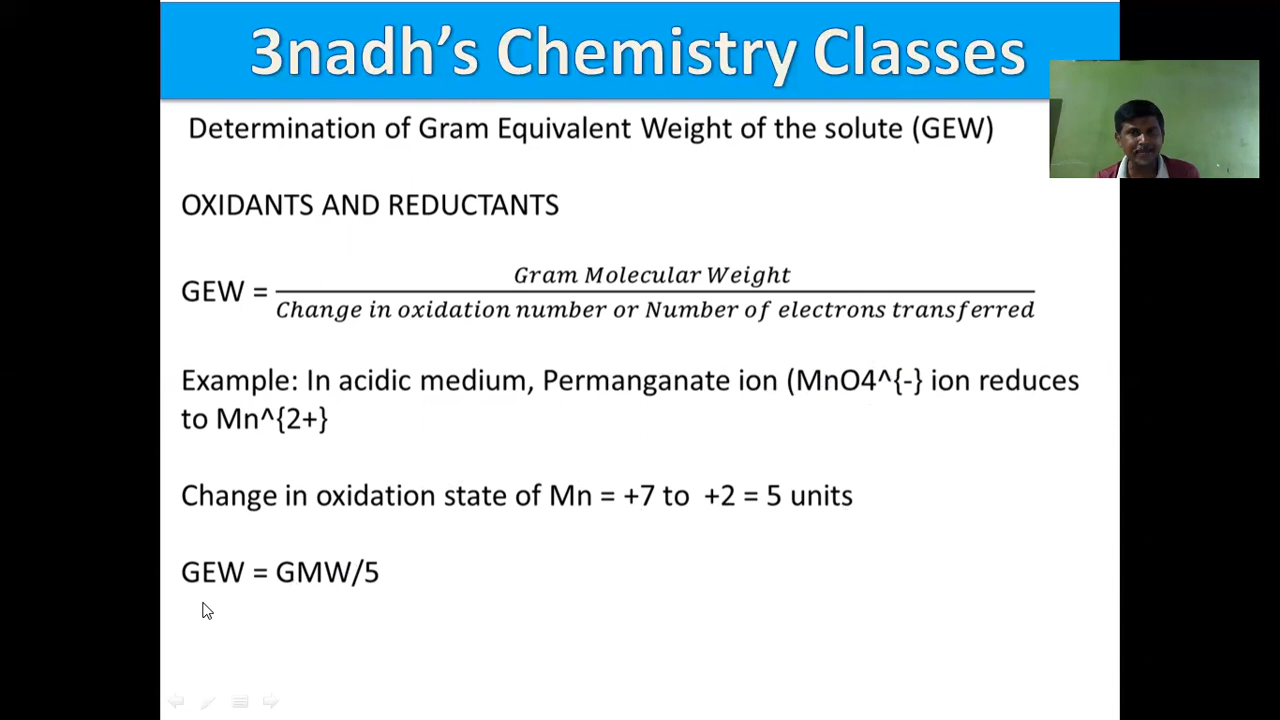 3nadh's Chemistry Classes
Determination of Gram Equivalent Weight of the solute (GEW)
OXIDANTS AND REDUCTANTS
GEW = Gram Molecular Weight / Change in oxidation number or Number of electrons transferred
Example: In acidic medium, Permanganate ion (MnO4^{-} ion reduces
to Mn^{2+}
Change in oxidation state of Mn = +7 to +2 = 5 units
GEW = GMW/5